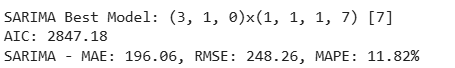 SARIMA Best Model: (3, 1, 0)x(1, 1, 1, 7) [7]
AIC: 2847.18
SARIMA - MAE: 196.06, RMSE: 248.26, MAPE: 11.82%